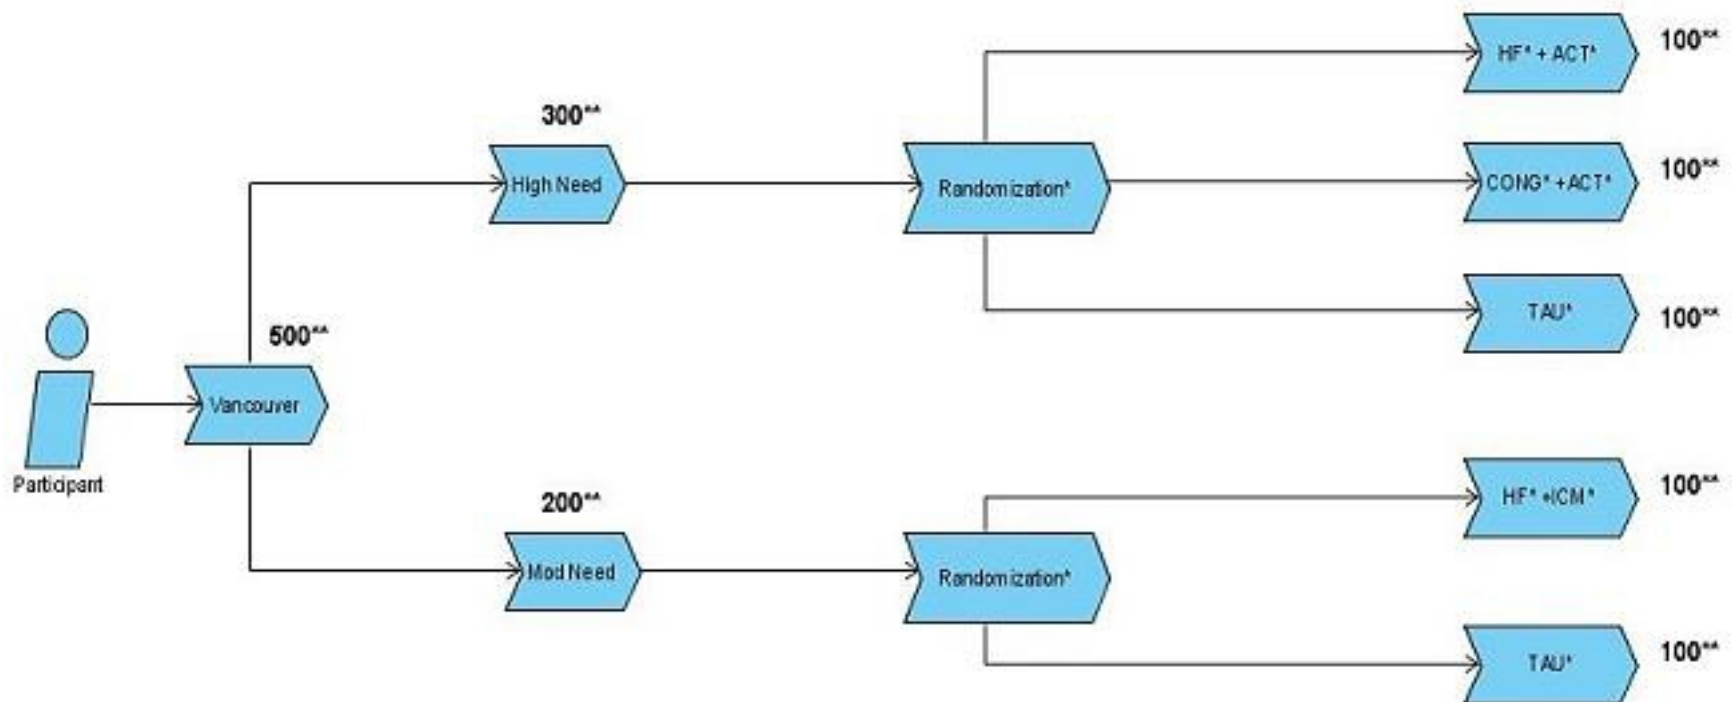 Participant
500**
Vancouver
300**
High Need
Randomization*
HF* + ACT*
100**
CONG* +ACT*
100**
TAU*
100**
200**
Mod Need
Randomization*
HF* +ICM*
100**
TAU*
100**